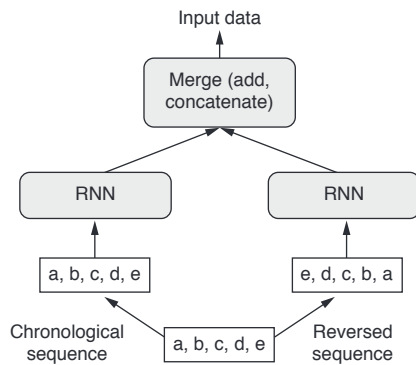 Input data
Merge (add,
concatenate)
RNN
RNN
a, b, c, d, e
e, d, c, b, a
Chronological
sequence
a, b, c, d, e
Reversed
sequence